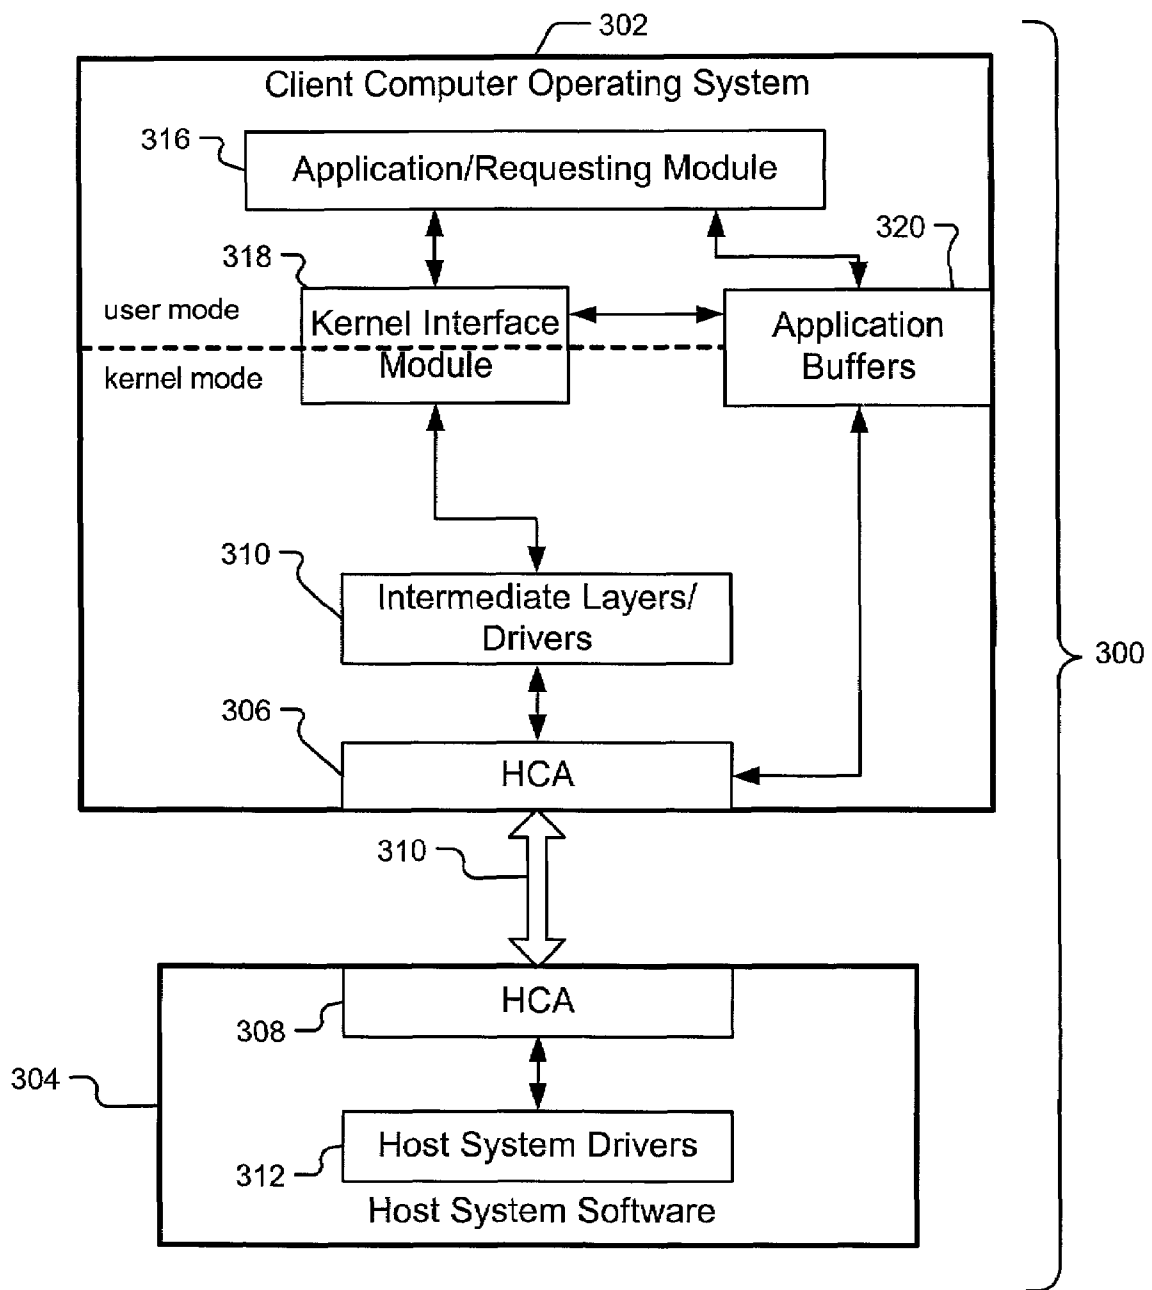 302
Client Computer Operating System
316
Application/Requesting Module
320
318
user mode
Kernel Interface
Module
Application
Buffers
kernel mode
310
Intermediate Layers/
Drivers
300
306
HCA
310
HCA
308
304
Host System Drivers
312
Host System Software